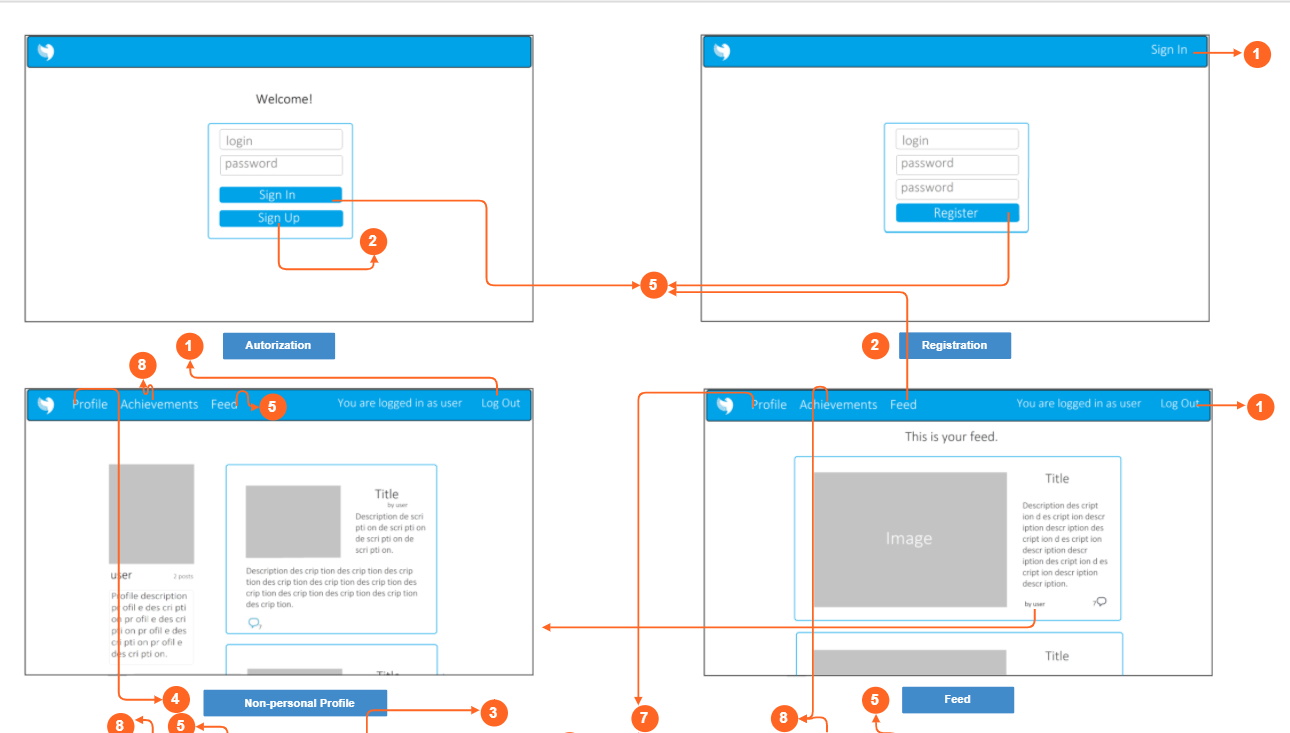 Sign In
1
Welcome!
login
password
Sign In
Sign Up
2
login
password
password
Register
5
1
Autorization
2
Registration
8
Profile Achievements Feed
5
You are logged in as user Log Out
Profile Achievements Feed You are logged in as user Log Out
1
This is your feed.
user
2 posts
Profile description
pr ofil e des cri pti
on pr ofil e des cri
pti on pr ofil e des
cri pti on pr ofil e
des cri pti on.
Title
by user
Description de scri
pti on de scri pti on
de scri pti on de
scri pti on.
Description des crip tion des crip tion des crip
tion des crip tion des crip tion des crip tion des
crip tion des crip tion des crip tion des crip tion
des crip tion.
7
Image
Title
Description des cript
ion d es cript ion descr
iption descr iption des
cript ion d es cript ion
descr iption descr
iption des cript ion d es
cript ion descr iption
descr iption.
by user
7
Title
Title
4
Non-personal Profile
3
5
Feed
8
5
7
8